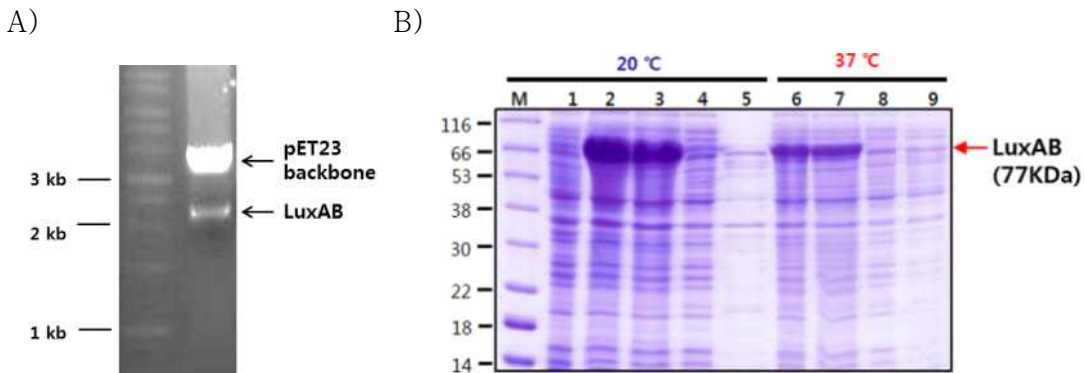 A)
B)
pET23
backbone
LuxAB
3 kb
2 kb
1 kb
20 ℃
37 ℃
M 1 2 3 4 5 6 7 8 9
116
66
53
38
30
22
18
14
LuxAB
(77KDa)